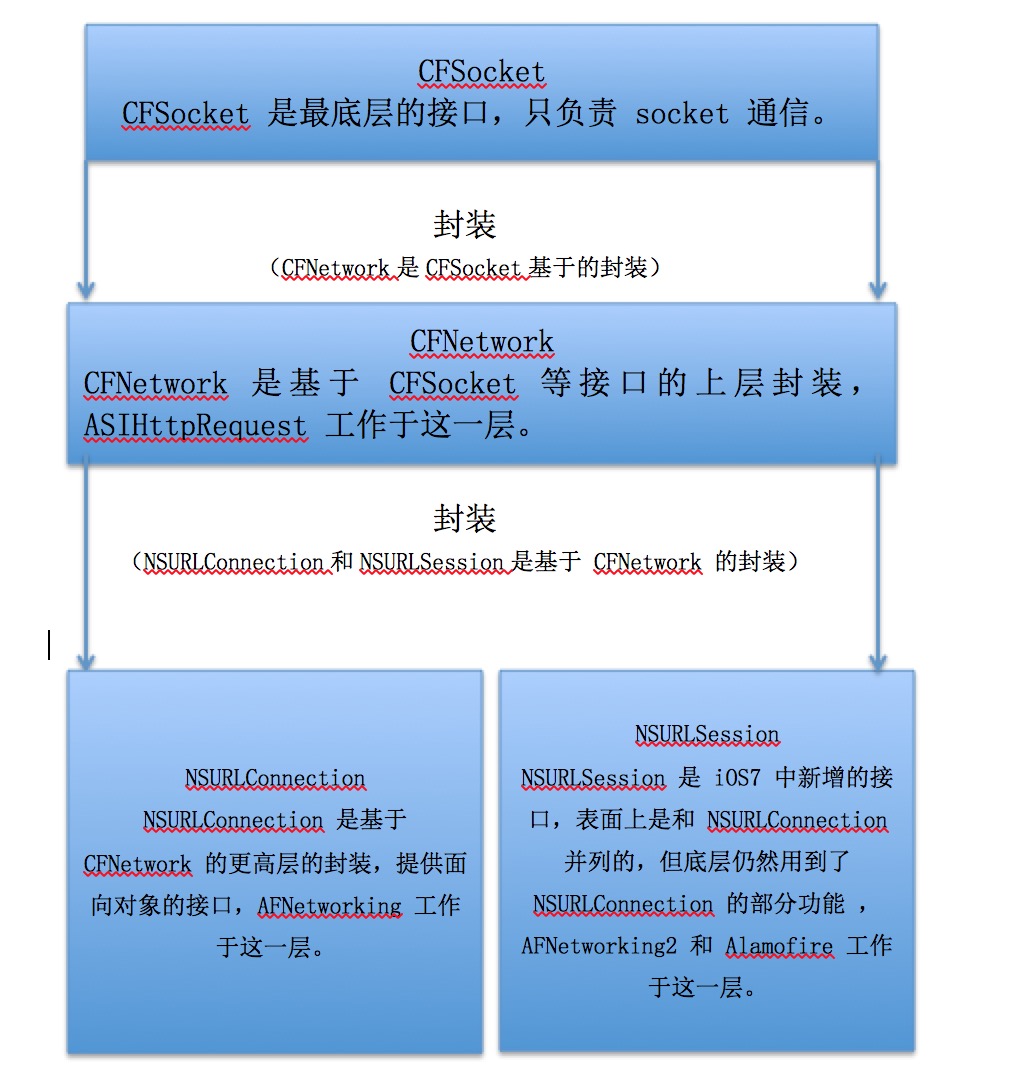 CFSocket
CFSocket 是最底层的接口，只负责 socket 通信。
封装
（CFNetwork 是 CFSocket 基于的封装）
CFNetwork
CFNetwork 是基于 CFSocket 等接口的上层封装，
ASIHttpRequest 工作于这一层。
封装
（NSURLConnection 和 NSURLSession 是基于 CFNetwork 的封装）
NSURLConnection
NSURLConnection 是基于
CFNetwork 的更高层的封装，提供面
向对象的接口，AFNetworking 工作
于这一层。
NSURLSession
NSURLSession 是 iOS7 中新增的接
口，表面上是和 NSURLConnection
并列的，但底层仍然用到了
NSURLConnection 的部分功能 ，
AFNetworking2 和 Alamofire 工作
于这一层。